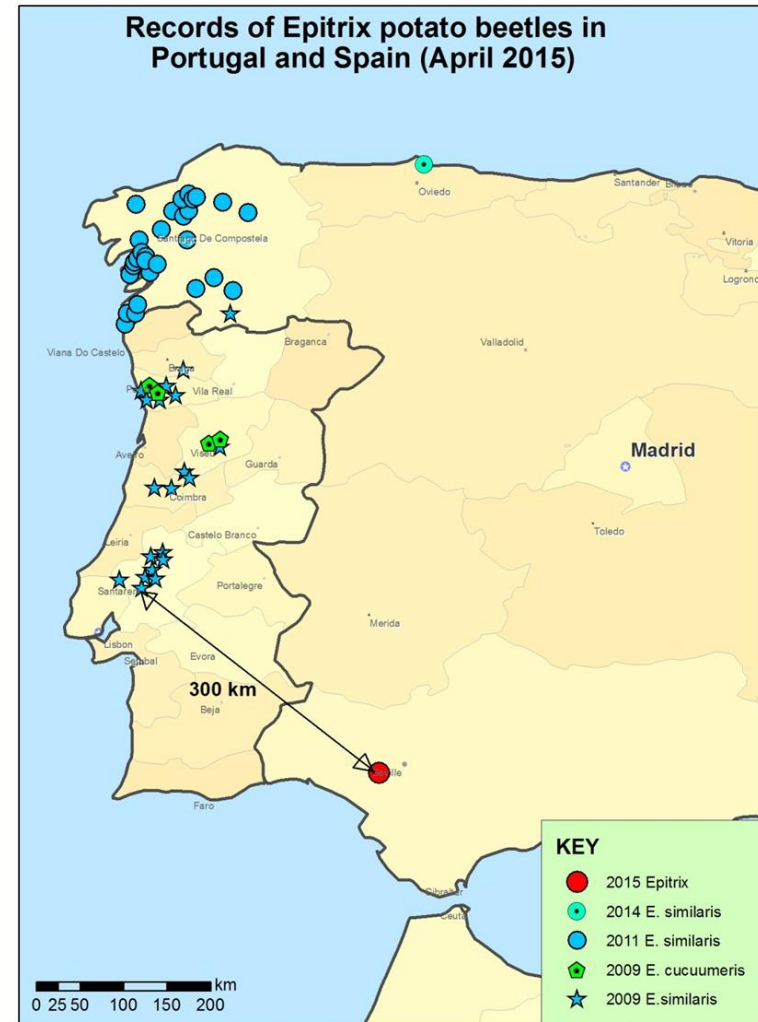 Records of Epitrix potato beetles in
Portugal and Spain (April 2015)
Oviedo
Santander
Vitoria
Logrono
Santiago De Compostela
Viana Do Castelo
Braga
Braganca
Valladolid
Vila Real
Aveiro
Viseu
Guarda
Madrid
Coimbra
Toledo
Leiria
Castelo Branco
Santarem
Portalegre
Merida
Lisbon
Setubal
Evora
300 km
Beja
Faro
Gibraltar
Ceuta
KEY
2015 Epitrix
2014 E. similaris
2011 E. similaris
2009 E. cucuumeris
2009 E.similaris
km
0 25 50 100 150 200